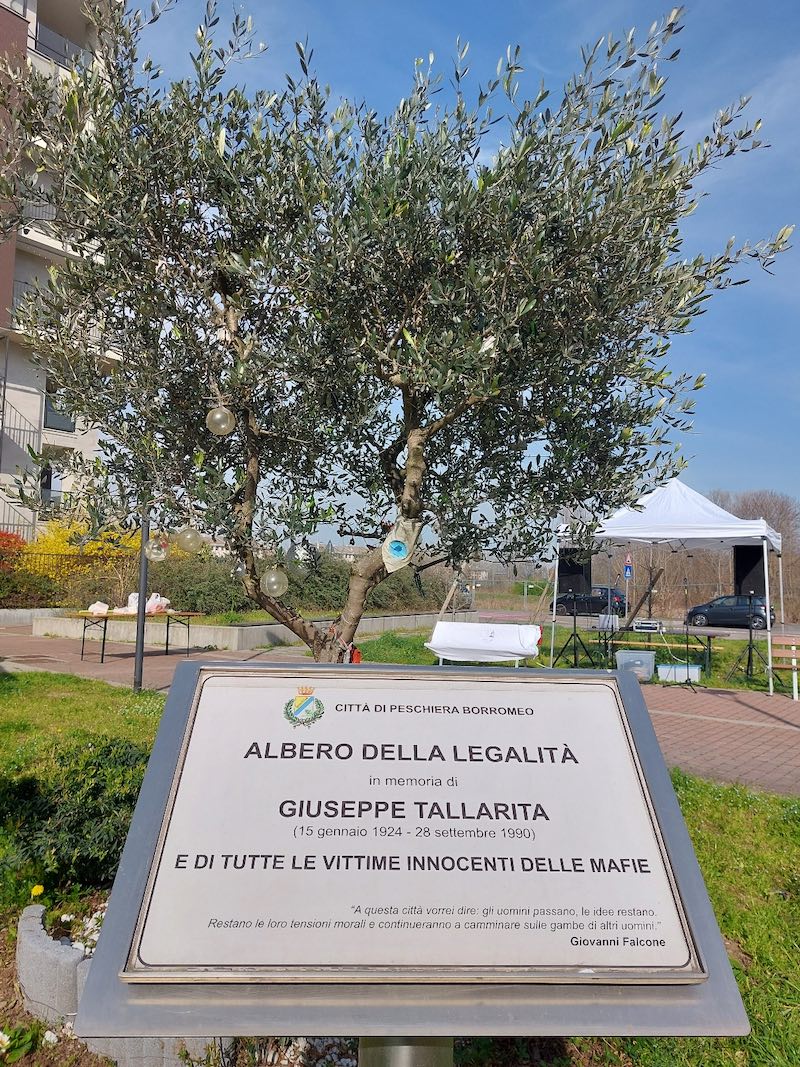 CITTÀ DI PESCHIERA BORROMEO
ALBERO DELLA LEGALITÀ
in memoria di
GIUSEPPE TALLARITA
(15 gennaio 1924 - 28 settembre 1990)
E DI TUTTE LE VITTIME INNOCENTI DELLE MAFIE
“A questa città vorrei dire: gli uomini passano, le idee restano.
Restano le loro tensioni morali e continueranno a camminare sulle gambe di altri uomini.”
Giovanni Falcone